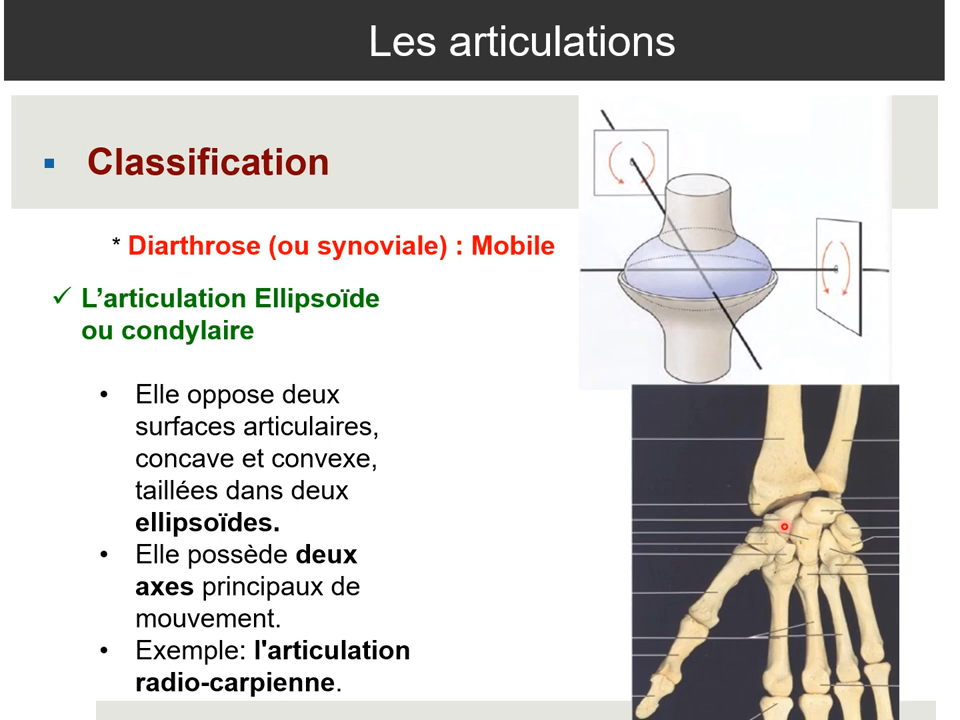 Les articulations
▪ Classification
* Diarthrose (ou synoviale) : Mobile
✓ L'articulation Ellipsoïde
ou condylaire
• Elle oppose deux
surfaces articulaires,
concave et convexe,
taillées dans deux
ellipsoïdes.
• Elle possède deux
axes principaux de
mouvement.
• Exemple: l'articulation
radio-carpienne.